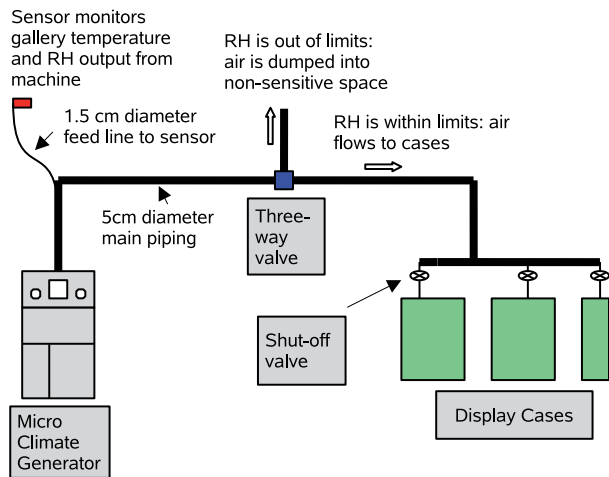 Sensor monitors
gallery temperature
and RH output from
machine
RH is out of limits:
air is dumped into
non-sensitive space
1.5 cm diameter
feed line to sensor
RH is within limits: air
flows to cases
5cm diameter
main piping
Three-
way
valve
Shut-off
valve
Micro
Climate
Generator
Display Cases